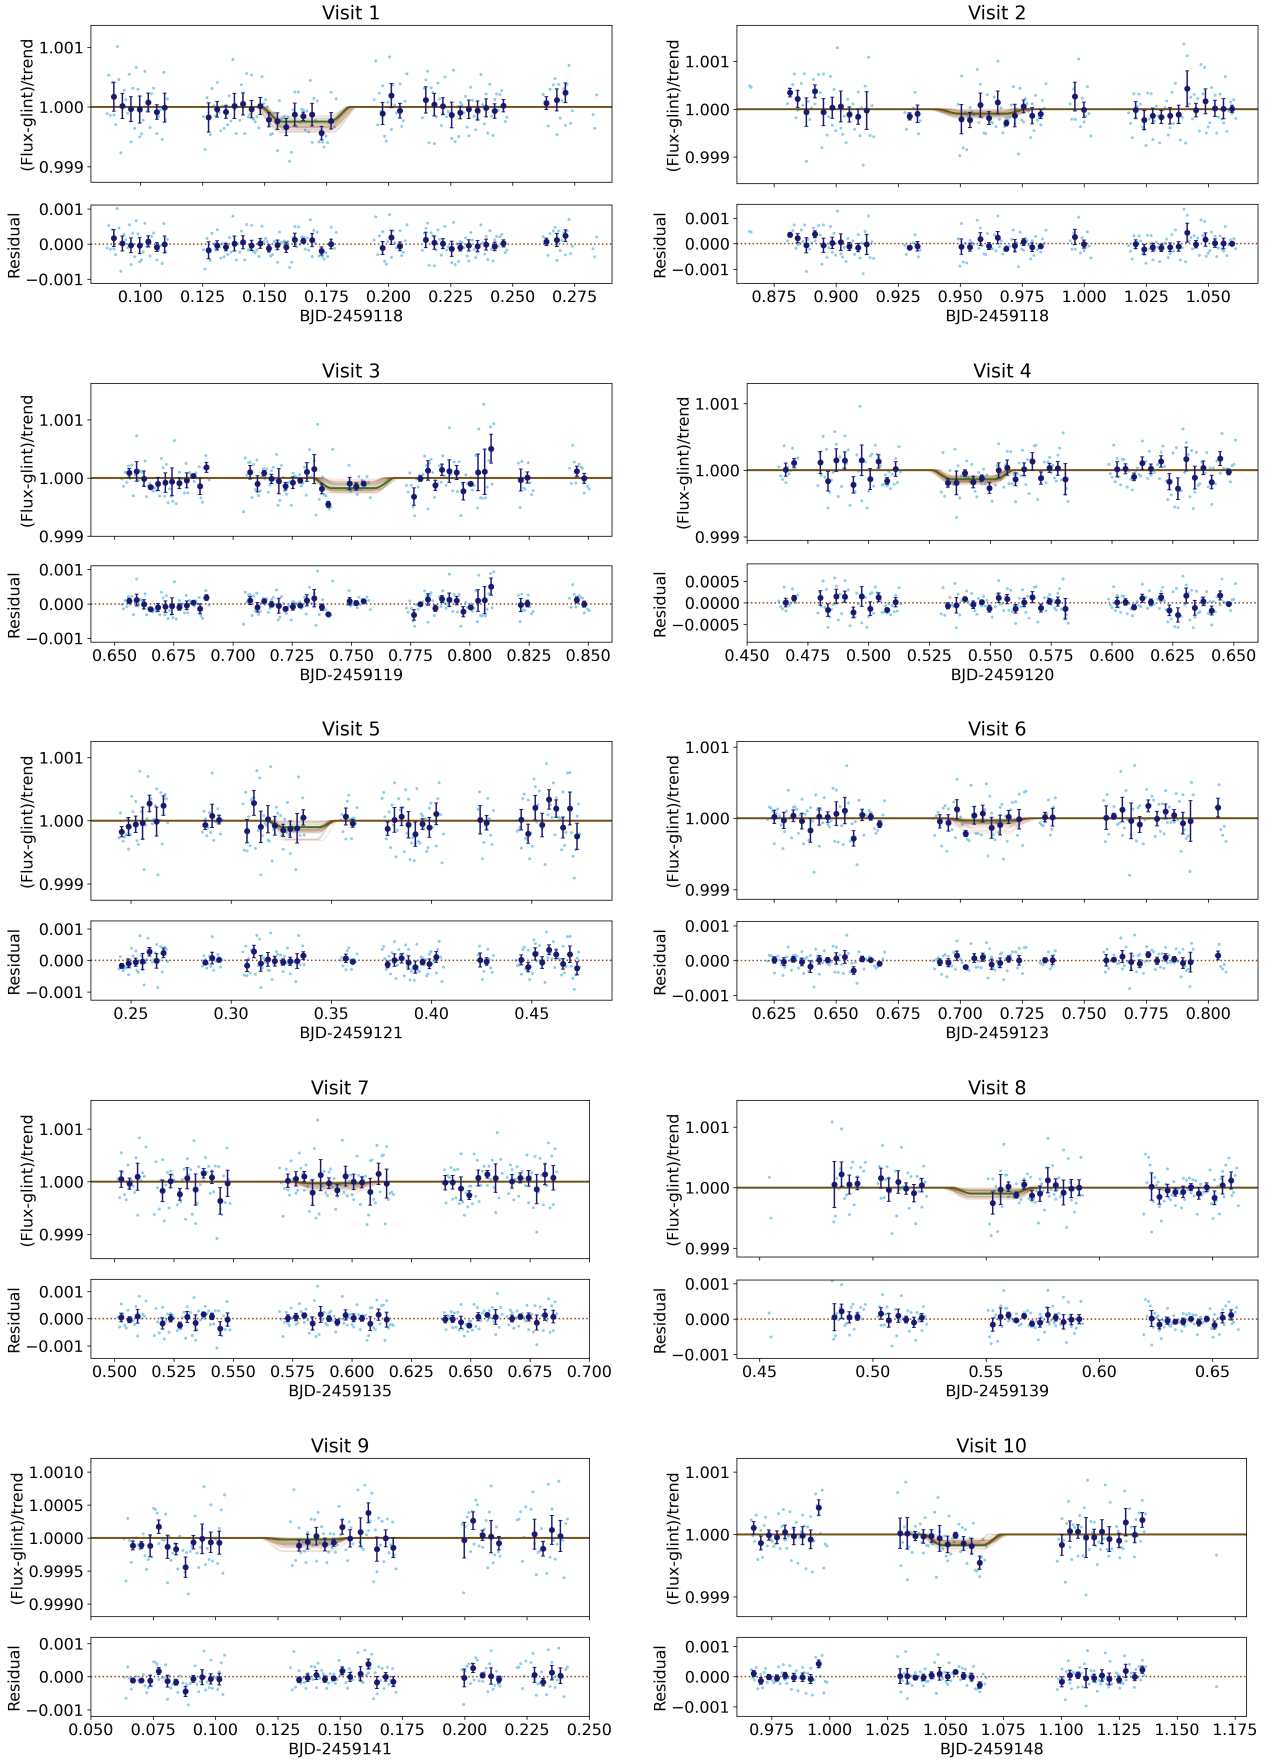 Visit 1
(Flux-glint)/trend
1.001
1.000
0.999
Residual
0.001
0.000
−0.001
0.100 0.125 0.150 0.175 0.200 0.225 0.250 0.275
BJD-2459118
Visit 2
(Flux-glint)/trend
1.001
1.000
0.999
Residual
0.001
0.000
−0.001
0.875 0.900 0.925 0.950 0.975 1.000 1.025 1.050
BJD-2459118
Visit 3
(Flux-glint)/trend
1.001
1.000
0.999
Residual
0.001
0.000
−0.001
0.650 0.675 0.700 0.725 0.750 0.775 0.800 0.825 0.850
BJD-2459119
Visit 4
(Flux-glint)/trend
1.001
1.000
0.999
Residual
0.0005
0.0000
−0.0005
0.450 0.475 0.500 0.525 0.550 0.575 0.600 0.625 0.650
BJD-2459120
Visit 5
(Flux-glint)/trend
1.001
1.000
0.999
Residual
0.001
0.000
−0.001
0.25 0.30 0.35 0.40 0.45
BJD-2459121
Visit 6
(Flux-glint)/trend
1.001
1.000
0.999
Residual
0.001
0.000
−0.001
0.625 0.650 0.675 0.700 0.725 0.750 0.775 0.800
BJD-2459123
Visit 7
(Flux-glint)/trend
1.001
1.000
0.999
Residual
0.001
0.000
−0.001
0.500 0.525 0.550 0.575 0.600 0.625 0.650 0.675 0.700
BJD-2459135
Visit 8
(Flux-glint)/trend
1.001
1.000
0.999
Residual
0.001
0.000
−0.001
0.45 0.50 0.55 0.60 0.65
BJD-2459139
Visit 9
(Flux-glint)/trend
1.0010
1.0005
1.0000
0.9995
0.9990
Residual
0.001
0.000
−0.001
0.050 0.075 0.100 0.125 0.150 0.175 0.200 0.225 0.250
BJD-2459141
Visit 10
(Flux-glint)/trend
1.001
1.000
0.999
Residual
0.001
0.000
−0.001
0.975 1.000 1.025 1.050 1.075 1.100 1.125 1.150 1.175
BJD-2459148